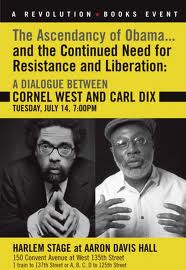 A REVOLUTION • BOOKS EVENT
The Ascendancy of Obama...
and the Continued Need for
Resistance and Liberation:
A DIALOGUE BETWEEN
CORNEL WEST AND CARL DIX
TUESDAY, JULY 14, 7:00PM
HARLEM STAGE at AARON DAVIS HALL
150 Convent Avenue at West 135th Street
1 train to 137th Street or A, B, C, D to 125th Street